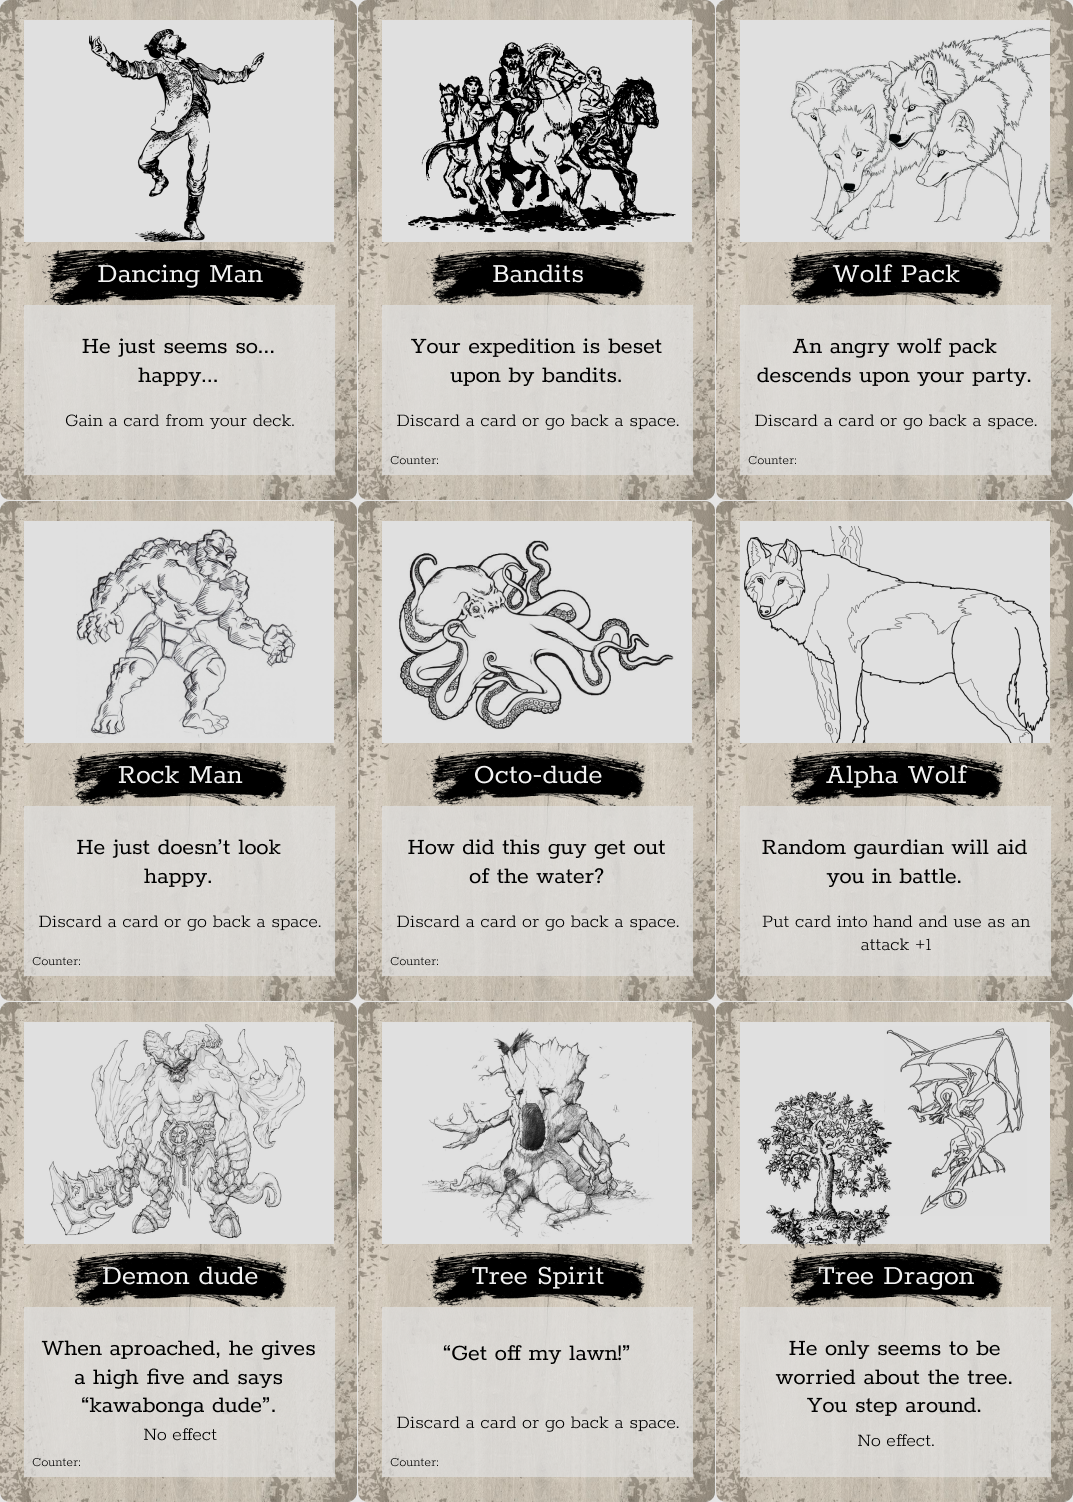 Dancing Man
He just seems so...
happy...
Gain a card from your deck.
Bandits
Your expedition is beset
upon by bandits.
Discard a card or go back a space.
Counter:
Wolf Pack
An angry wolf pack
descends upon your party.
Discard a card or go back a space.
Counter:
Rock Man
He just doesn’t look
happy.
Discard a card or go back a space.
Counter:
Octo-dude
How did this guy get out
of the water?
Discard a card or go back a space.
Counter:
Alpha Wolf
Random gaurdian will aid
you in battle.
Put card into hand and use as an
attack +1
Demon dude
When aproached, he gives
a high five and says
“kawabonga dude”.
No effect
Counter:
Tree Spirit
“Get off my lawn!”
Discard a card or go back a space.
Counter:
Tree Dragon
He only seems to be
worried about the tree.
You step around.
No effect.